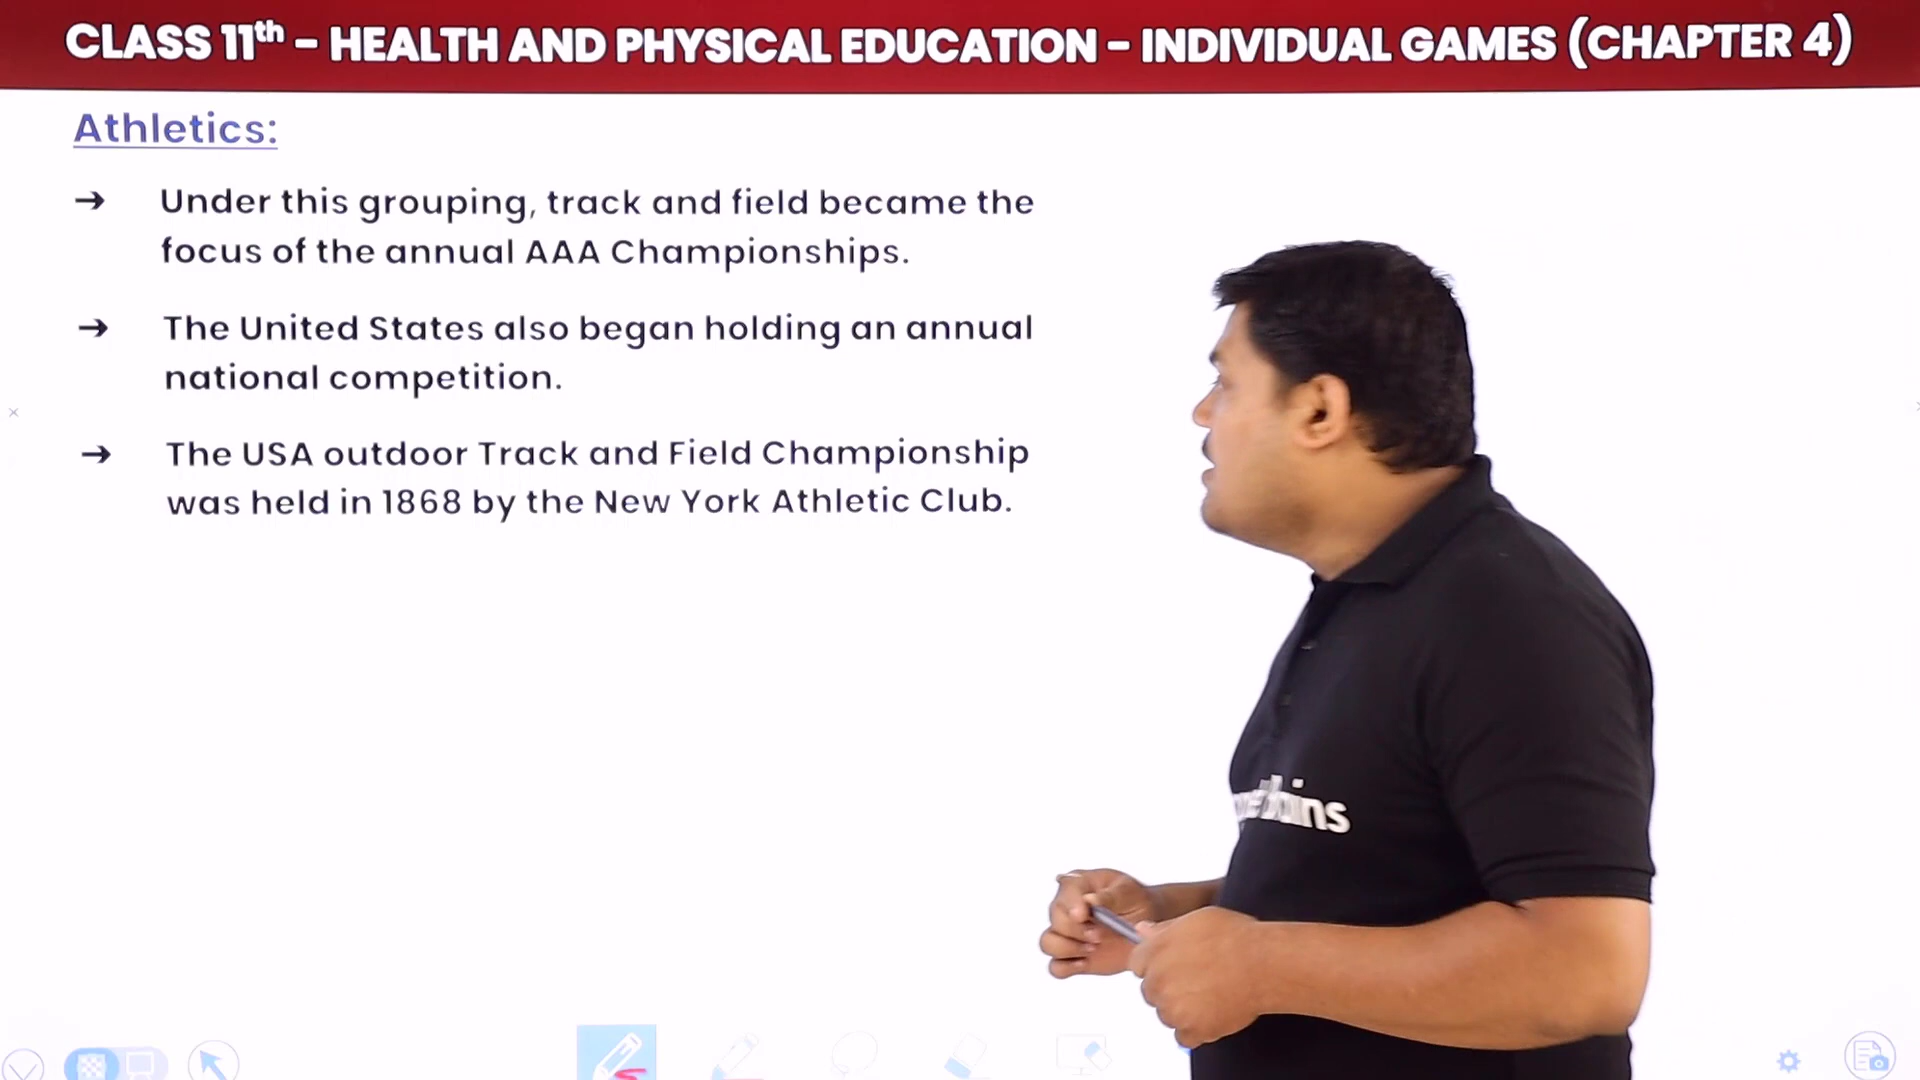 CLASS 11th – HEALTH AND PHYSICAL EDUCATION – INDIVIDUAL GAMES (CHAPTER 4)
Athletics:
→ Under this grouping, track and field became the
focus of the annual AAA Championships.
→ The United States also began holding an annual
national competition.
→ The USA outdoor Track and Field Championship
was held in 1868 by the New York Athletic Club.